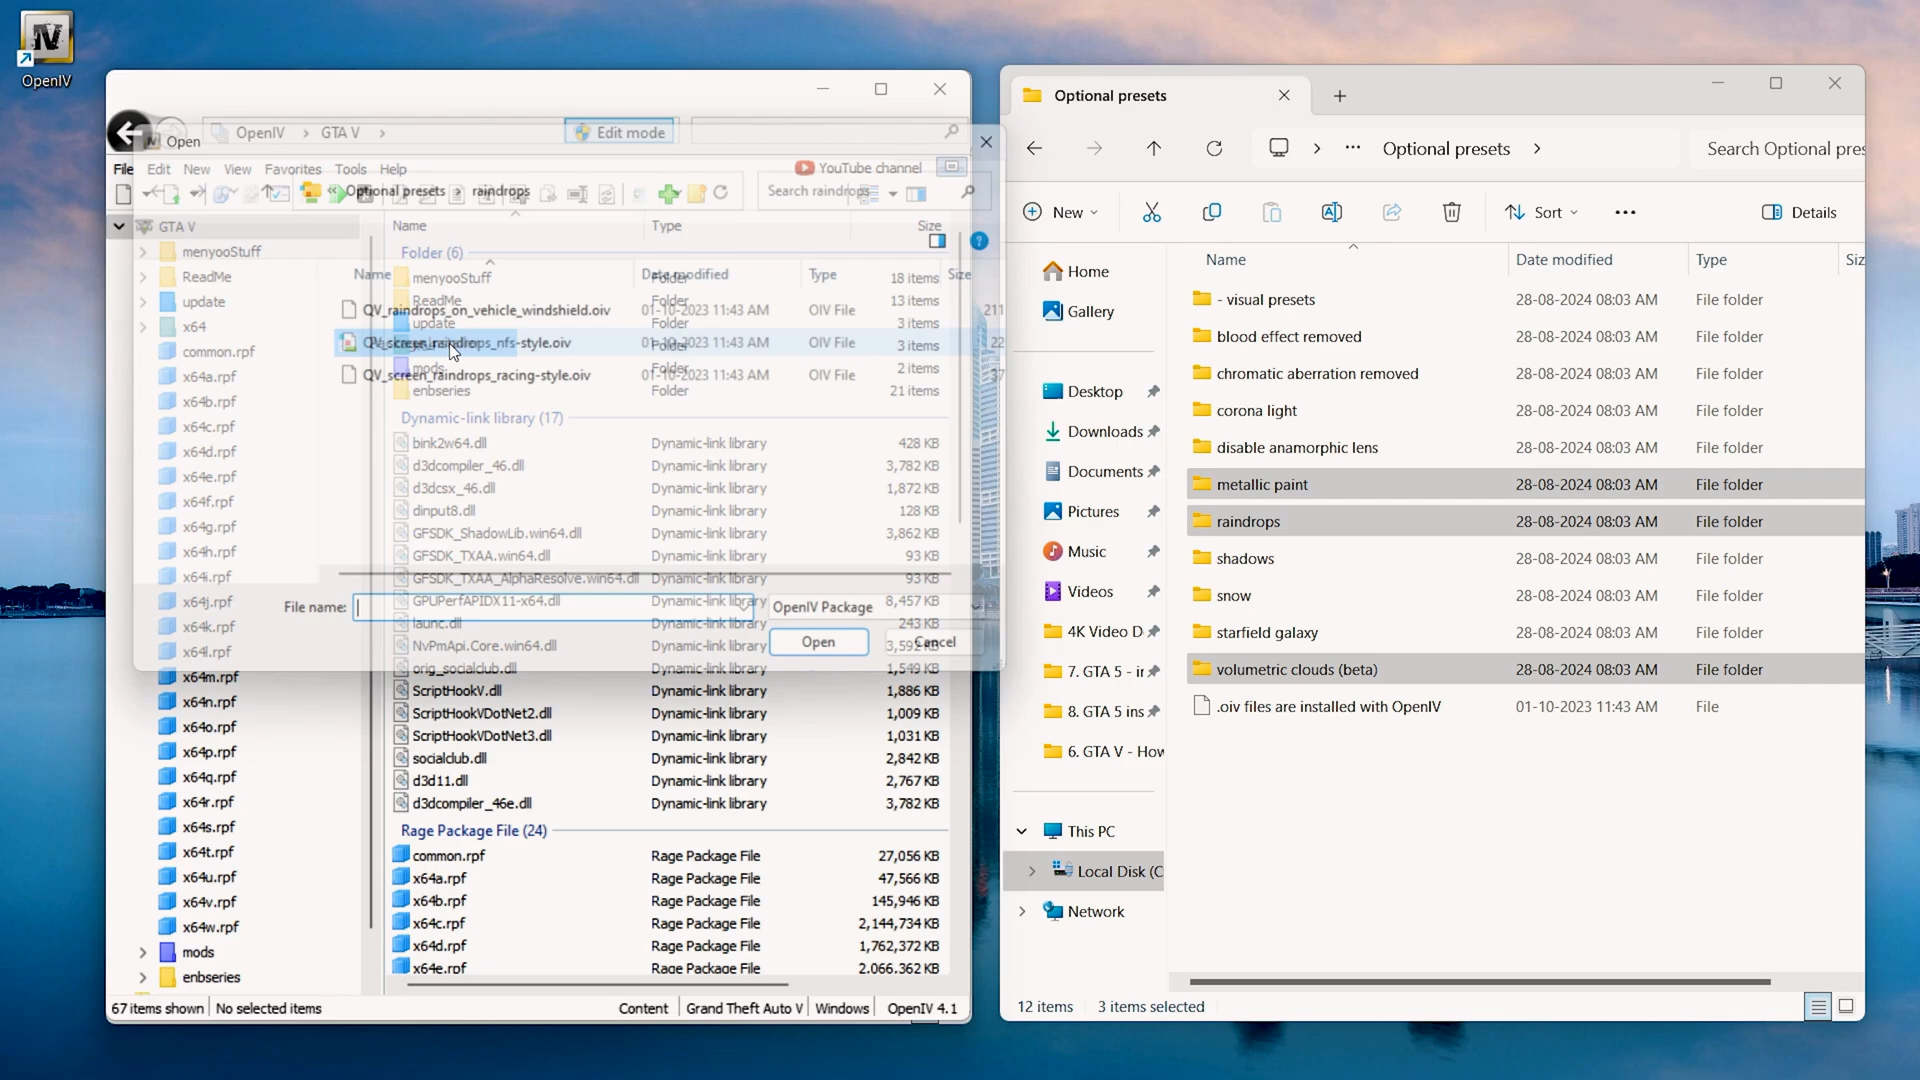 OpenIV
OpenIV
GTA V
Edit mode
File
Edit
New
View
Favorites
Tools
Help
YouTube channel
Open
Optional presets
raindrops
Search raindrops
GTA V
menyooStuff
ReadMe
update
x64
common.rpf
x64a.rpf
x64b.rpf
x64c.rpf
x64d.rpf
x64e.rpf
x64f.rpf
x64g.rpf
x64h.rpf
x64i.rpf
x64j.rpf
x64k.rpf
x64l.rpf
x64m.rpf
x64n.rpf
x64o.rpf
x64p.rpf
x64q.rpf
x64r.rpf
x64s.rpf
x64t.rpf
x64u.rpf
x64v.rpf
x64w.rpf
mods
enbseries
Name
Type
Size
Folder (6)
menyooStuff
Folder
18 items
ReadMe
Folder
13 items
update
Folder
3 items
Folder
3 items
mods
Folder
2 items
enbseries
Folder
21 items
Name
Date modified
Type
Size
QV_raindrops_on_vehicle_windshield.oiv
01-10-2023 11:43 AM
OIV File
211
QV_screen_raindrops_nfs-style.oiv
01-10-2023 11:43 AM
OIV File
22
QV_screen_raindrops_racing-style.oiv
01-10-2023 11:43 AM
OIV File
37
File name:
OpenIV Package
Open
Cancel
Dynamic-link library (17)
bink2w64.dll
Dynamic-link library
428 KB
d3dcompiler_46.dll
Dynamic-link library
3,782 KB
d3dcsx_46.dll
Dynamic-link library
1,872 KB
dinput8.dll
Dynamic-link library
128 KB
GFSDK_ShadowLib.win64.dll
Dynamic-link library
3,862 KB
GFSDK_TXAA.win64.dll
Dynamic-link library
93 KB
GFSDK_TXAA_AlphaResolve.win64.dll
Dynamic-link library
93 KB
GPUPerfAPIDX11-x64.dll
Dynamic-link library
8,457 KB
launc.dll
Dynamic-link library
243 KB
NvPmApi.Core.win64.dll
Dynamic-link library
3,592 KB
orig_socialclub.dll
Dynamic-link library
1,549 KB
ScriptHookV.dll
Dynamic-link library
1,886 KB
ScriptHookVDotNet2.dll
Dynamic-link library
1,009 KB
ScriptHookVDotNet3.dll
Dynamic-link library
1,031 KB
socialclub.dll
Dynamic-link library
2,842 KB
d3d11.dll
Dynamic-link library
2,767 KB
d3dcompiler_46e.dll
Dynamic-link library
3,782 KB
Rage Package File (24)
common.rpf
Rage Package File
27,056 KB
x64a.rpf
Rage Package File
47,566 KB
x64b.rpf
Rage Package File
145,946 KB
x64c.rpf
Rage Package File
2,144,734 KB
x64d.rpf
Rage Package File
1,762,372 KB
x64e.rpf
Rage Package File
2,066,362 KB
67 items shown
No selected items
Content
Grand Theft Auto V
Windows
OpenIV 4.1
Optional presets
Optional presets
Search Optional pres
New
Sort
Details
Home
Gallery
Desktop
Downloads
Documents
Pictures
Music
Videos
4K Video D
7. GTA 5 - ir
8. GTA 5 ins
6. GTA V - How
This PC
Local Disk (C
Network
Name
Date modified
Type
Siz
- visual presets
28-08-2024 08:03 AM
File folder
blood effect removed
28-08-2024 08:03 AM
File folder
chromatic aberration removed
28-08-2024 08:03 AM
File folder
corona light
28-08-2024 08:03 AM
File folder
disable anamorphic lens
28-08-2024 08:03 AM
File folder
metallic paint
28-08-2024 08:03 AM
File folder
raindrops
28-08-2024 08:03 AM
File folder
shadows
28-08-2024 08:03 AM
File folder
snow
28-08-2024 08:03 AM
File folder
starfield galaxy
28-08-2024 08:03 AM
File folder
volumetric clouds (beta)
28-08-2024 08:03 AM
File folder
.oiv files are installed with OpenIV
01-10-2023 11:43 AM
File
12 items
3 items selected